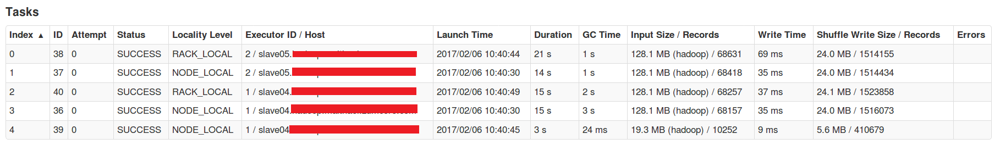 Tasks
Index ▲ ID Attempt Status Locality Level Executor ID / Host Launch Time Duration GC Time Input Size / Records Write Time Shuffle Write Size / Records Errors
0 38 0 SUCCESS RACK_LOCAL 2 / slave05. 2017/02/06 10:40:44 21 s 1 s 128.1 MB (hadoop) / 68631 69 ms 24.0 MB / 1514155
1 37 0 SUCCESS NODE_LOCAL 2 / slave05. 2017/02/06 10:40:30 14 s 1 s 128.1 MB (hadoop) / 68418 35 ms 24.0 MB / 1514434
2 40 0 SUCCESS RACK_LOCAL 1 / slave04. 2017/02/06 10:40:49 15 s 2 s 128.1 MB (hadoop) / 68257 37 ms 24.1 MB / 1523858
3 36 0 SUCCESS NODE_LOCAL 1 / slave04. 2017/02/06 10:40:30 15 s 3 s 128.1 MB (hadoop) / 68157 35 ms 24.0 MB / 1516073
4 39 0 SUCCESS NODE_LOCAL 1 / slave04 2017/02/06 10:40:45 3 s 24 ms 19.3 MB (hadoop) / 10252 9 ms 5.6 MB / 410679